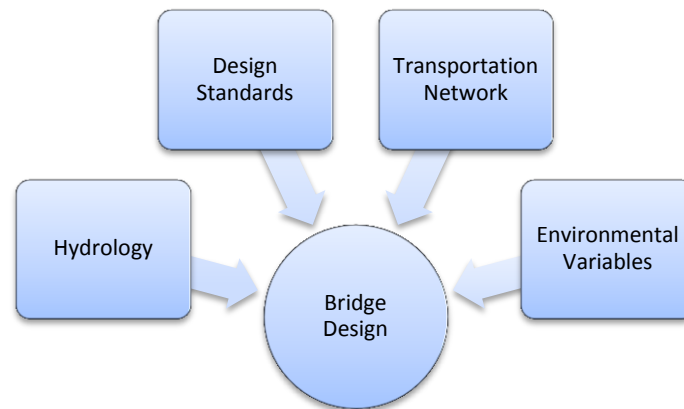 Design
Standards
Transportation
Network
Hydrology
Environmental
Variables
Bridge
Design